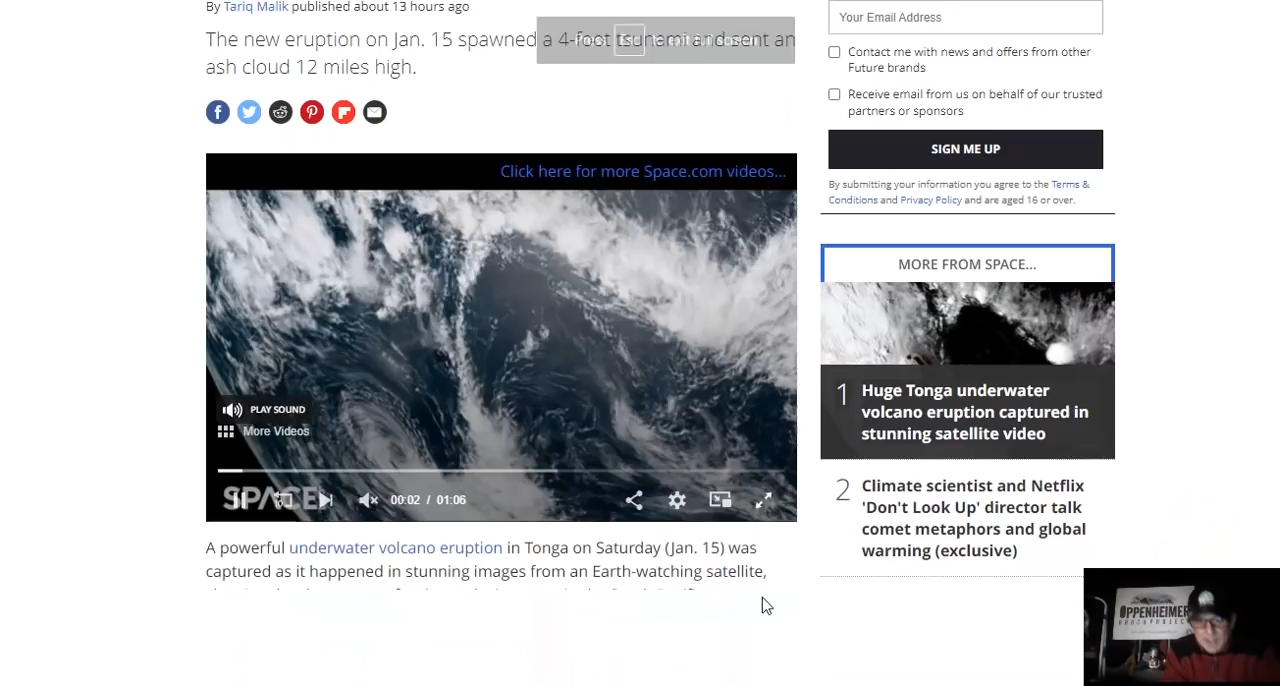 By Tariq Malik published about 13 hours ago
The new eruption on Jan. 15 spawned a 4-foot tsunami and sent an
ash cloud 12 miles high.
Press Esc to exit full screen
Click here for more Space.com videos...
PLAY SOUND
More Videos
SPACE
00:02 / 01:06
A powerful underwater volcano eruption in Tonga on Saturday (Jan. 15) was
captured as it happened in stunning images from an Earth-watching satellite,
Your Email Address
Contact me with news and offers from other
Future brands
Receive email from us on behalf of our trusted
partners or sponsors
SIGN ME UP
By submitting your information you agree to the Terms &
Conditions and Privacy Policy and are aged 16 or over.
MORE FROM SPACE...
1 Huge Tonga underwater
volcano eruption captured in
stunning satellite video
2 Climate scientist and Netflix
'Don't Look Up' director talk
comet metaphors and global
warming (exclusive)
OPPENHEIMER